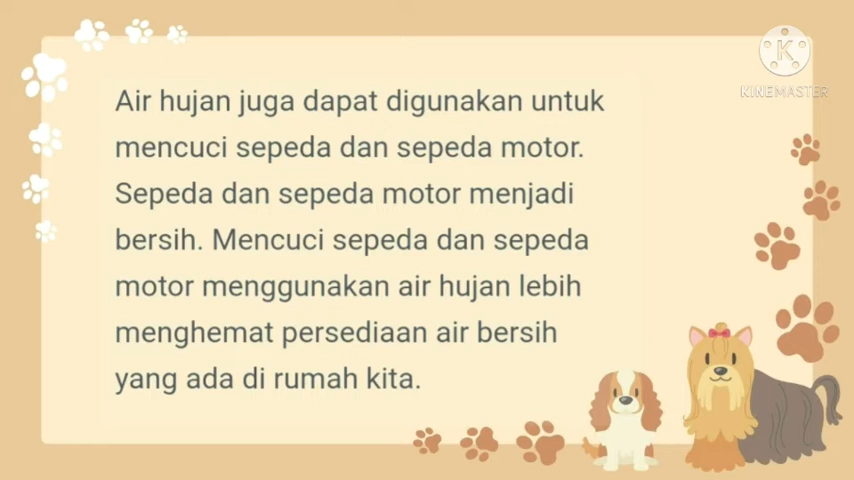 Air hujan juga dapat digunakan untuk
mencuci sepeda dan sepeda motor.
Sepeda dan sepeda motor menjadi
bersih. Mencuci sepeda dan sepeda
motor menggunakan air hujan lebih
menghemat persediaan air bersih
yang ada di rumah kita.
K
KINEMASTER